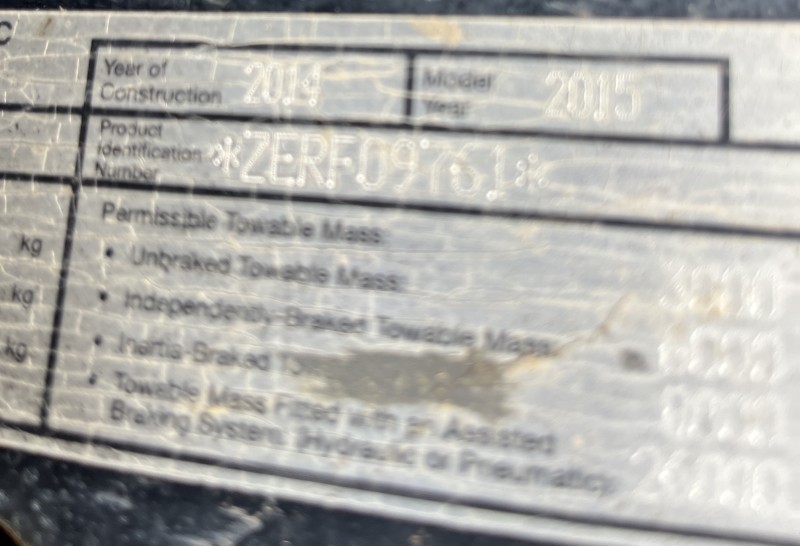 C
Year of
Construction 2014
Model
Year 2015
Product
Identification
Number *ZERF09761*
Permissible Towable Mass:
kg
• Unbraked Towable Mass:
kg
• Independently-Braked Towable Mass:
kg
• Inertia-Braked
• Towable Mass Fitted with an Assisted
Braking System. (Hydraulic or Pneumatic)